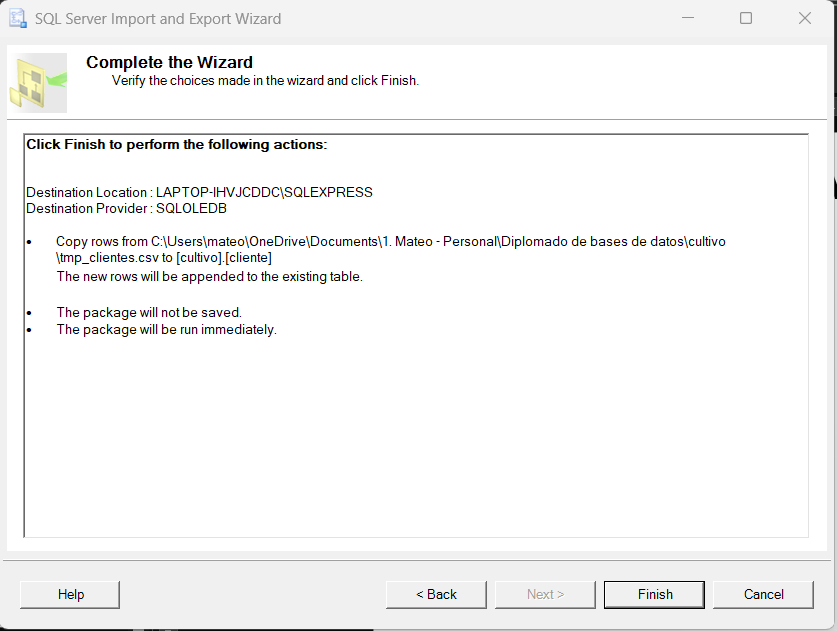 SQL Server Import and Export Wizard
Complete the Wizard
Verify the choices made in the wizard and click Finish.
Click Finish to perform the following actions:
Destination Location : LAPTOP-IHVJCDDC\SQLEXPRESS
Destination Provider : SQLOLEDB
• Copy rows from C:\Users\mateo\OneDrive\Documents\1. Mateo - Personal\Diplomado de bases de datos\cultivo
\tmp_clientes.csv to [cultivo].[cliente]
The new rows will be appended to the existing table.
• The package will not be saved.
• The package will be run immediately.
Help
< Back
Next >
Finish
Cancel